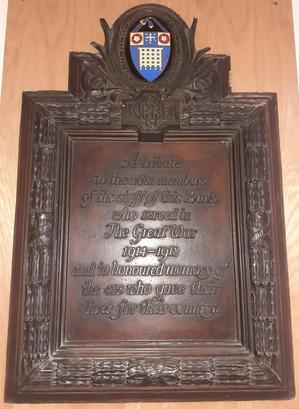 A tribute
to the members
of the staff of this Bank
who served in
The Great War
1914–1918
and in honoured memory of
the 415 who gave their
lives for their country.